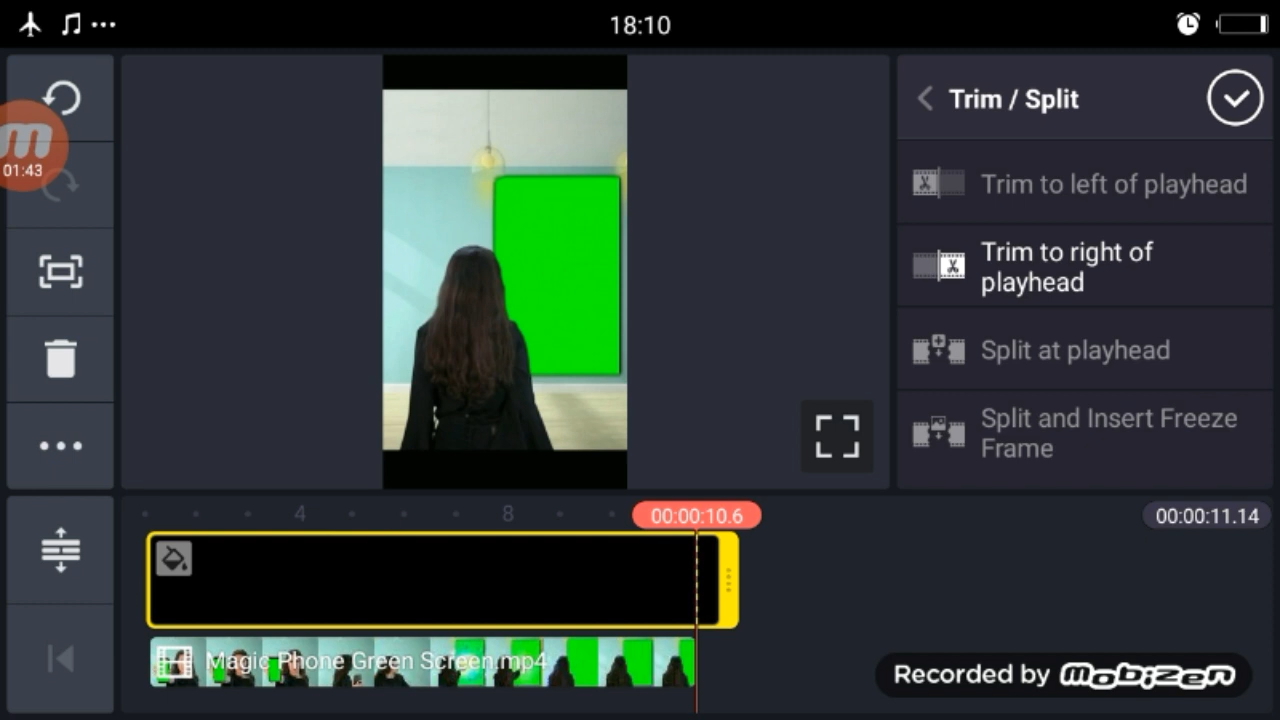 18:10
01:43
Trim / Split
Trim to left of playhead
Trim to right of
playhead
Split at playhead
Split and Insert Freeze
Frame
4
8
00:00:10.6
00:00:11.14
Magic Phone Green Screen.mp4
Recorded by mobizen